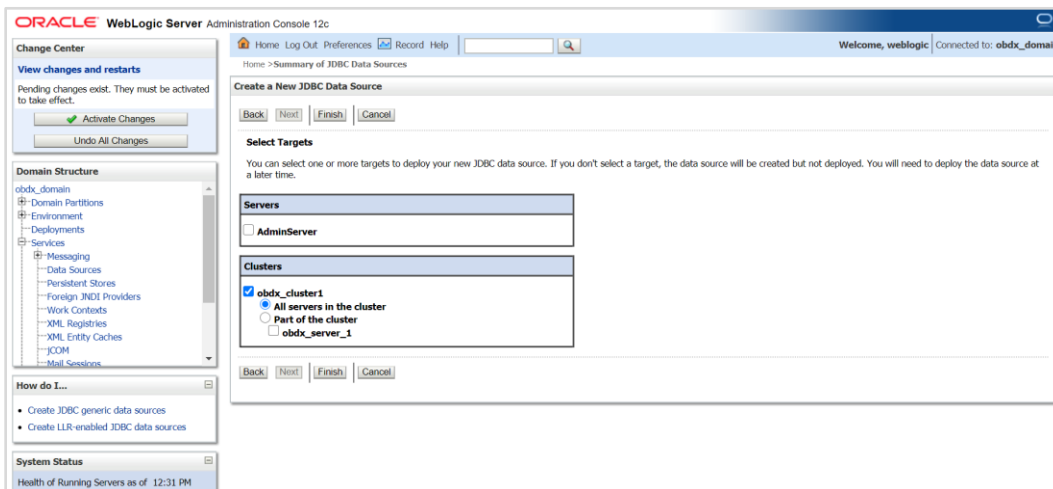 ORACLE WebLogic Server Administration Console 12c
Change Center
View changes and restarts
Pending changes exist. They must be activated
to take effect.
Activate Changes
Undo All Changes
Domain Structure
obdx_domain
Domain Partitions
Environment
Deployments
Services
Messaging
Data Sources
Persistent Stores
Foreign JNDI Providers
Work Contexts
XML Registries
XML Entity Caches
jCOM
Mail Sessions
How do I...
Create JDBC generic data sources
Create LLR-enabled JDBC data sources
System Status
Health of Running Servers as of 12:31 PM
Home Log Out Preferences Record Help
Welcome, weblogic Connected to: obdx_domai
Home >Summary of JDBC Data Sources
Create a New JDBC Data Source
Back Next Finish Cancel
Select Targets
You can select one or more targets to deploy your new JDBC data source. If you don't select a target, the data source will be created but not deployed. You will need to deploy the data source at
a later time.
Servers
AdminServer
Clusters
obdx_cluster1
All servers in the cluster
Part of the cluster
obdx_server_1
Back Next Finish Cancel